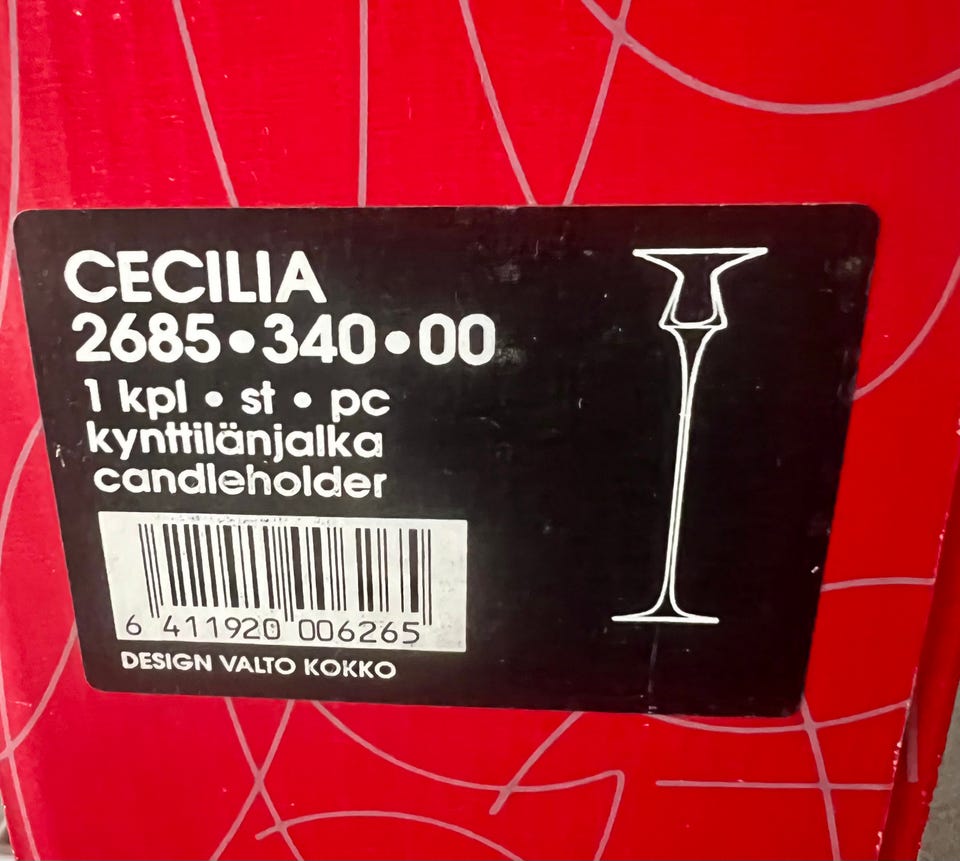 CECILIA
2685•340•00
1 kpl • st • pc
kynttilänjalka
candleholder
6 411920 006265
DESIGN VALTO KOKKO